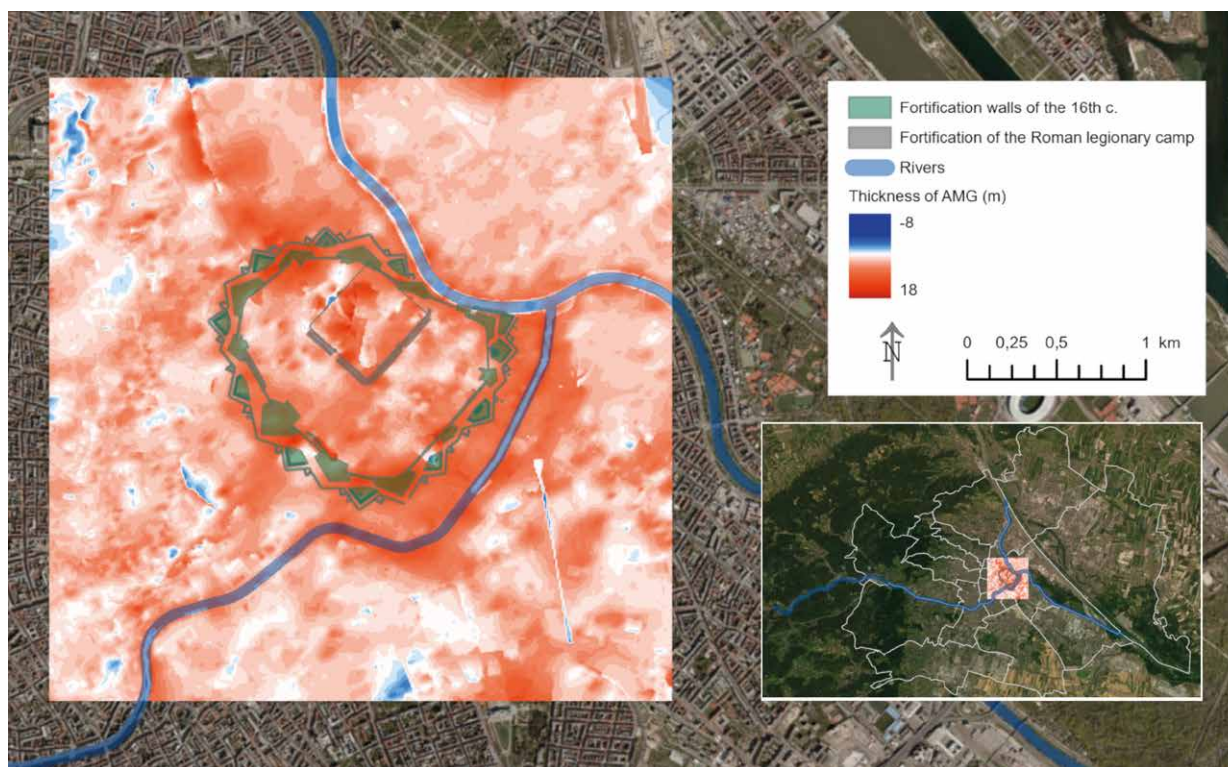 Fortification walls of the 16th c.
Fortification of the Roman legionary camp
Rivers
Thickness of AMG (m)
-8
18
N
0 0,25 0,5 1 km